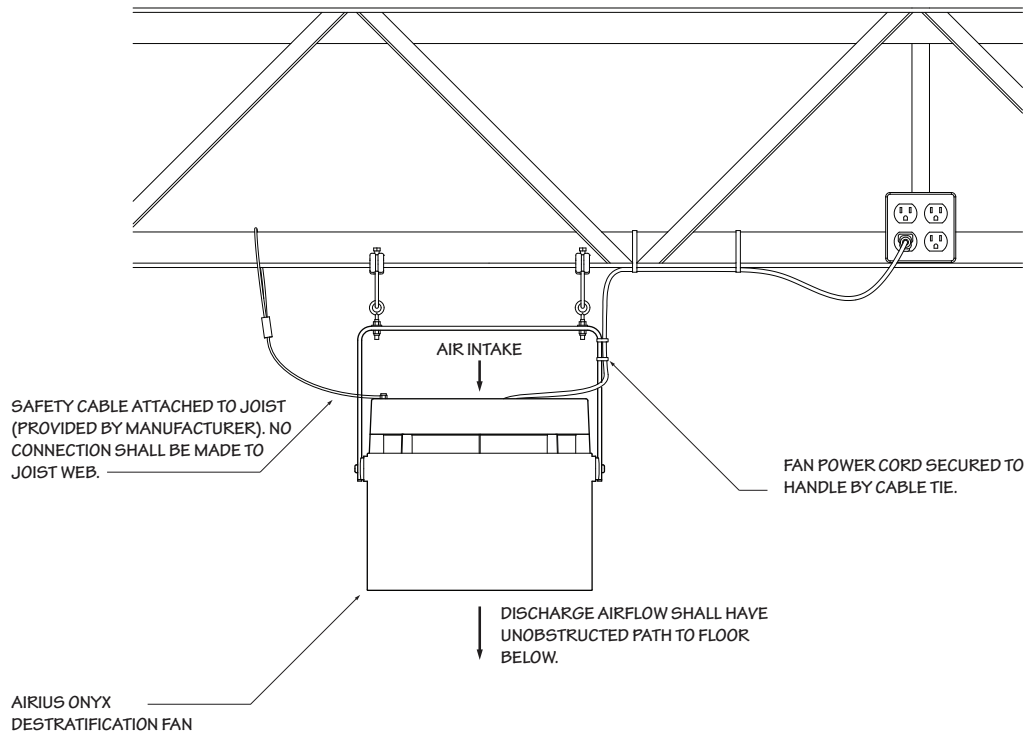 AIR INTAKE
SAFETY CABLE ATTACHED TO JOIST
(PROVIDED BY MANUFACTURER). NO
CONNECTION SHALL BE MADE TO
JOIST WEB.
FAN POWER CORD SECURED TO
HANDLE BY CABLE TIE.
DISCHARGE AIRFLOW SHALL HAVE
UNOBSTRUCTED PATH TO FLOOR
BELOW.
AIRIUS ONYX
DESTRATIFICATION FAN